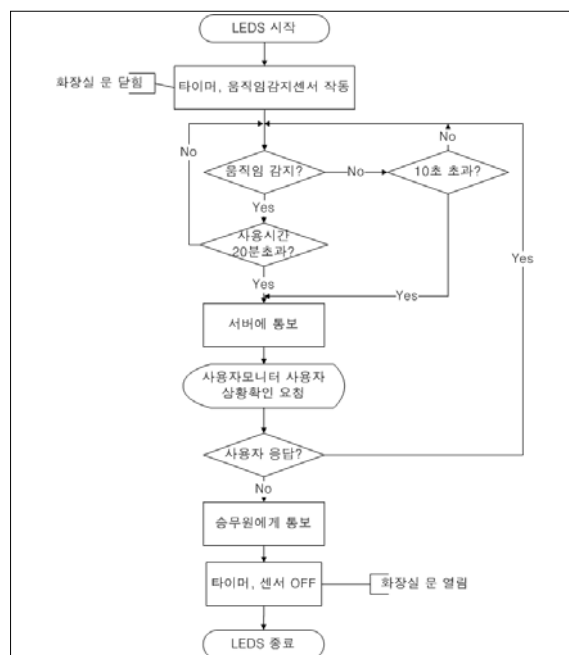 LEDS 시작
화장실 문 닫힘
타이머, 움직임감지센서 작동
No
No
움직임 감지?
No
10초 초과?
Yes
사용시간
20분초과?
Yes
Yes
Yes
서버에 통보
사용자모니터 사용자
상황확인 요청
사용자 응답?
No
승무원에게 통보
타이머, 센서 OFF
화장실 문 열림
LEDS 종료